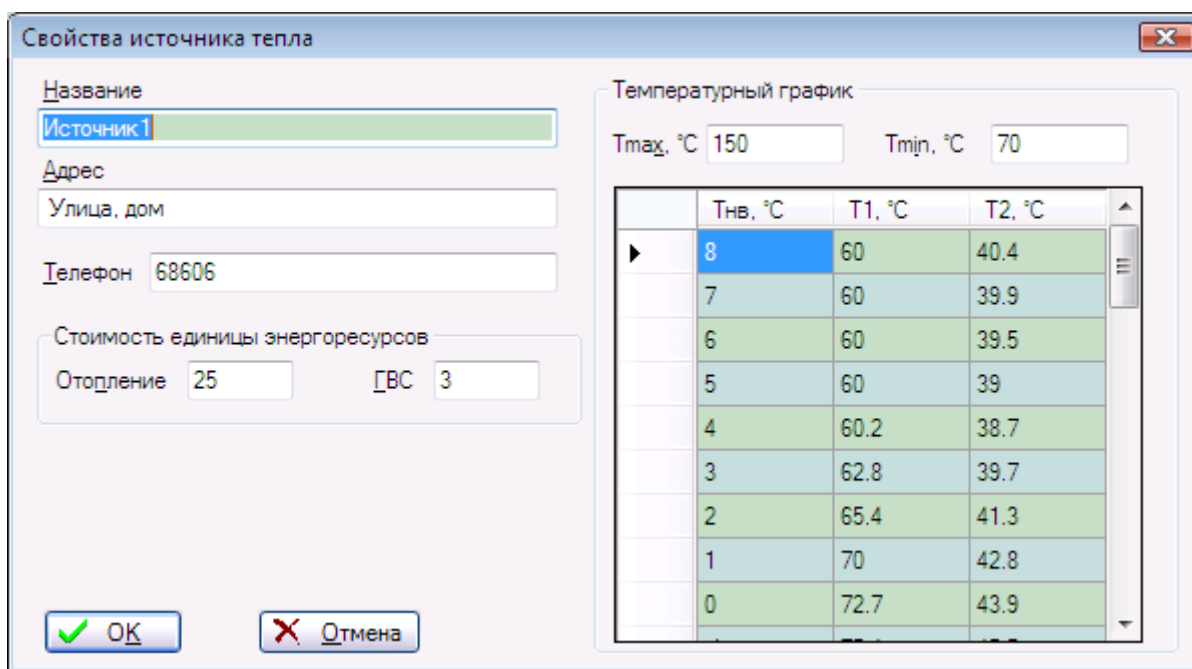 Свойства источника тепла
Название
Источник1
Адрес
Улица, дом
Телефон 68606
Стоимость единицы энергоресурсов
Отопление 25 ГВС 3
OK Отмена
Температурный график
Tmax, °C 150 Tmin, °C 70
Tнв, °C T1, °C T2, °C
8 60 40.4
7 60 39.9
6 60 39.5
5 60 39
4 60.2 38.7
3 62.8 39.7
2 65.4 41.3
1 70 42.8
0 72.7 43.9